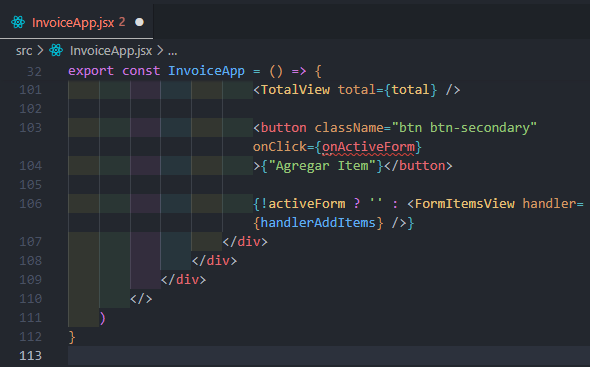 InvoiceApp.jsx 2
src > InvoiceApp.jsx > ...
32 export const InvoiceApp = () => {
101 <TotalView total={total} />
102
103 <button className="btn btn-secondary"
onClick={onActiveForm}
104 >{"Agregar Item"}</button>
105
106 {!activeForm ? '' : <FormItemsView handler=
{handlerAddItems} />}
107 </div>
108 </div>
109 </div>
110 </>
111 )
112 }
113